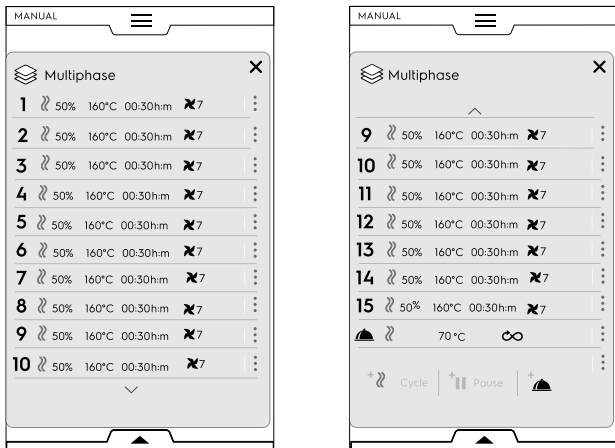 MANUAL
Multiphase
1 50% 160°C 00:30h:m 7
2 50% 160°C 00:30h:m 7
3 50% 160°C 00:30h:m 7
4 50% 160°C 00:30h:m 7
5 50% 160°C 00:30h:m 7
6 50% 160°C 00:30h:m 7
7 50% 160°C 00:30h:m 7
8 50% 160°C 00:30h:m 7
9 50% 160°C 00:30h:m 7
10 50% 160°C 00:30h:m 7
MANUAL
Multiphase
9 50% 160°C 00:30h:m 7
10 50% 160°C 00:30h:m 7
11 50% 160°C 00:30h:m 7
12 50% 160°C 00:30h:m 7
13 50% 160°C 00:30h:m 7
14 50% 160°C 00:30h:m 7
15 50% 160°C 00:30h:m 7
70 °C
+ Cycle + Pause +